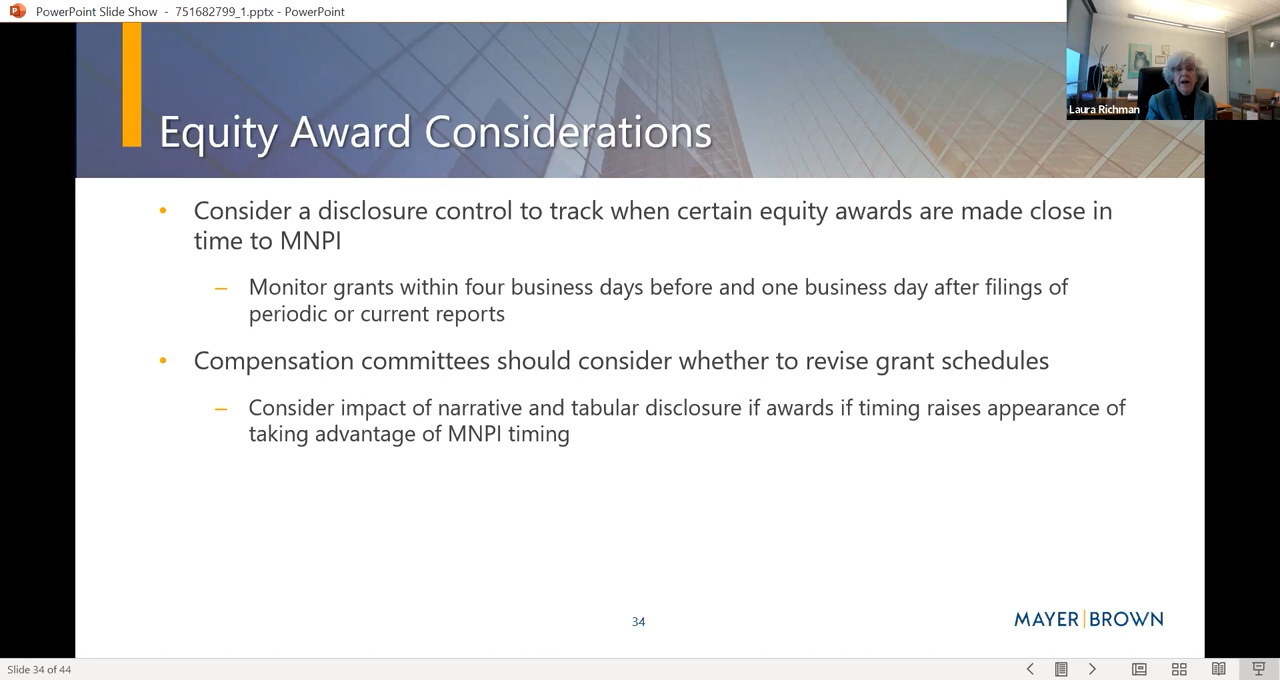 PowerPoint Slide Show - 751682799_1.pptx - PowerPoint
Laura Richman
Equity Award Considerations
• Consider a disclosure control to track when certain equity awards are made close in
time to MNPI
– Monitor grants within four business days before and one business day after filings of
periodic or current reports
• Compensation committees should consider whether to revise grant schedules
– Consider impact of narrative and tabular disclosure if awards if timing raises appearance of
taking advantage of MNPI timing
34
MAYER|BROWN
Slide 34 of 44